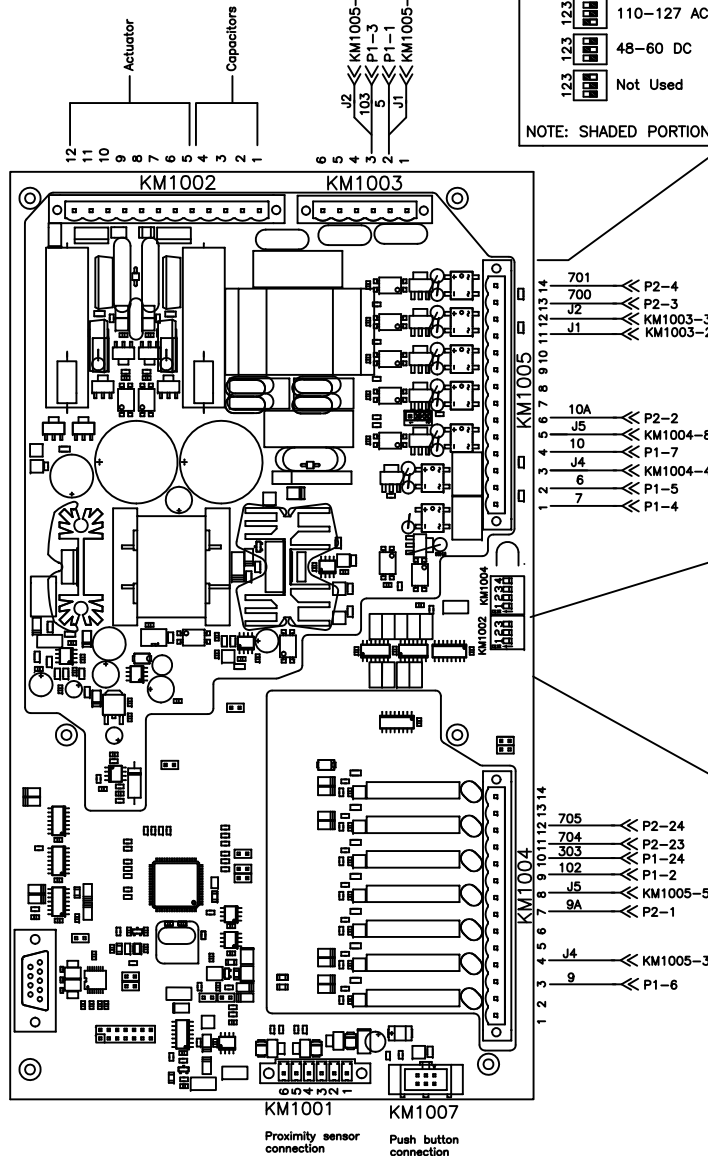 123 110-127 AC
123 48-60 DC
123 Not Used
NOTE: SHADED PORTION
Actuator
Capacitors
J2 KM1005-
103 P1-3
5 P1-1
J1 KM1005-
12 11 10 9 8 7 6 5 4 3 2 1
6 5 4 3 2 1
KM1002
KM1003
KM1005
14 701 P2-4
13 700 P2-3
12 J2 KM1003-3
11 J1 KM1003-2
10
9
8
7
6 10A P2-2
5 J5 KM1004-8
4 10 P1-7
3 J4 KM1004-4
2 6 P1-5
1 7 P1-4
KM1004
1234
KM1002
123
KM1004
14
13
12 705 P2-24
11 704 P2-23
10 303 P1-24
9 102 P1-2
8 J5 KM1005-5
7 9A P2-1
6
5
4 J4 KM1005-3
3 9 P1-6
2
1
6 5 4 3 2 1
KM1001
KM1007
Proximity sensor
connection
Push button
connection